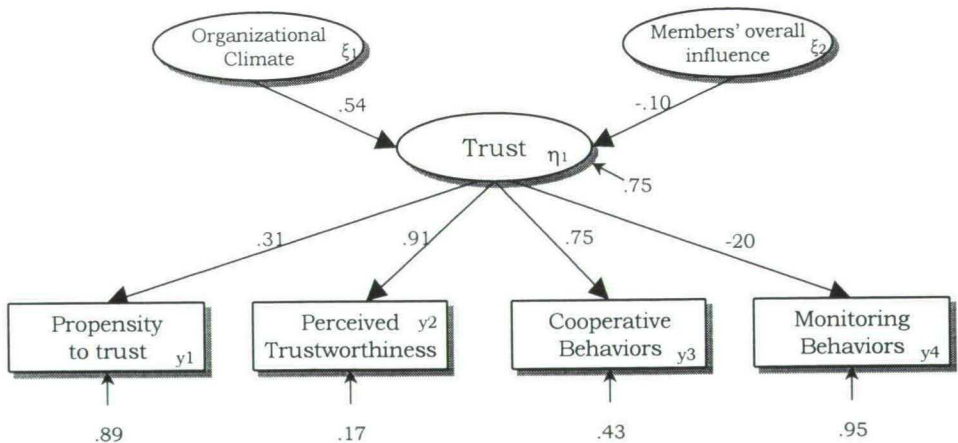 Organizational
Climate ξ1
Members' overall
influence ξ2
.54
-.10
Trust η1
.75
.31
.91
.75
-20
Propensity
to trust y1
Perceived y2
Trustworthiness
Cooperative
Behaviors y3
Monitoring
Behaviors y4
.89
.17
.43
.95